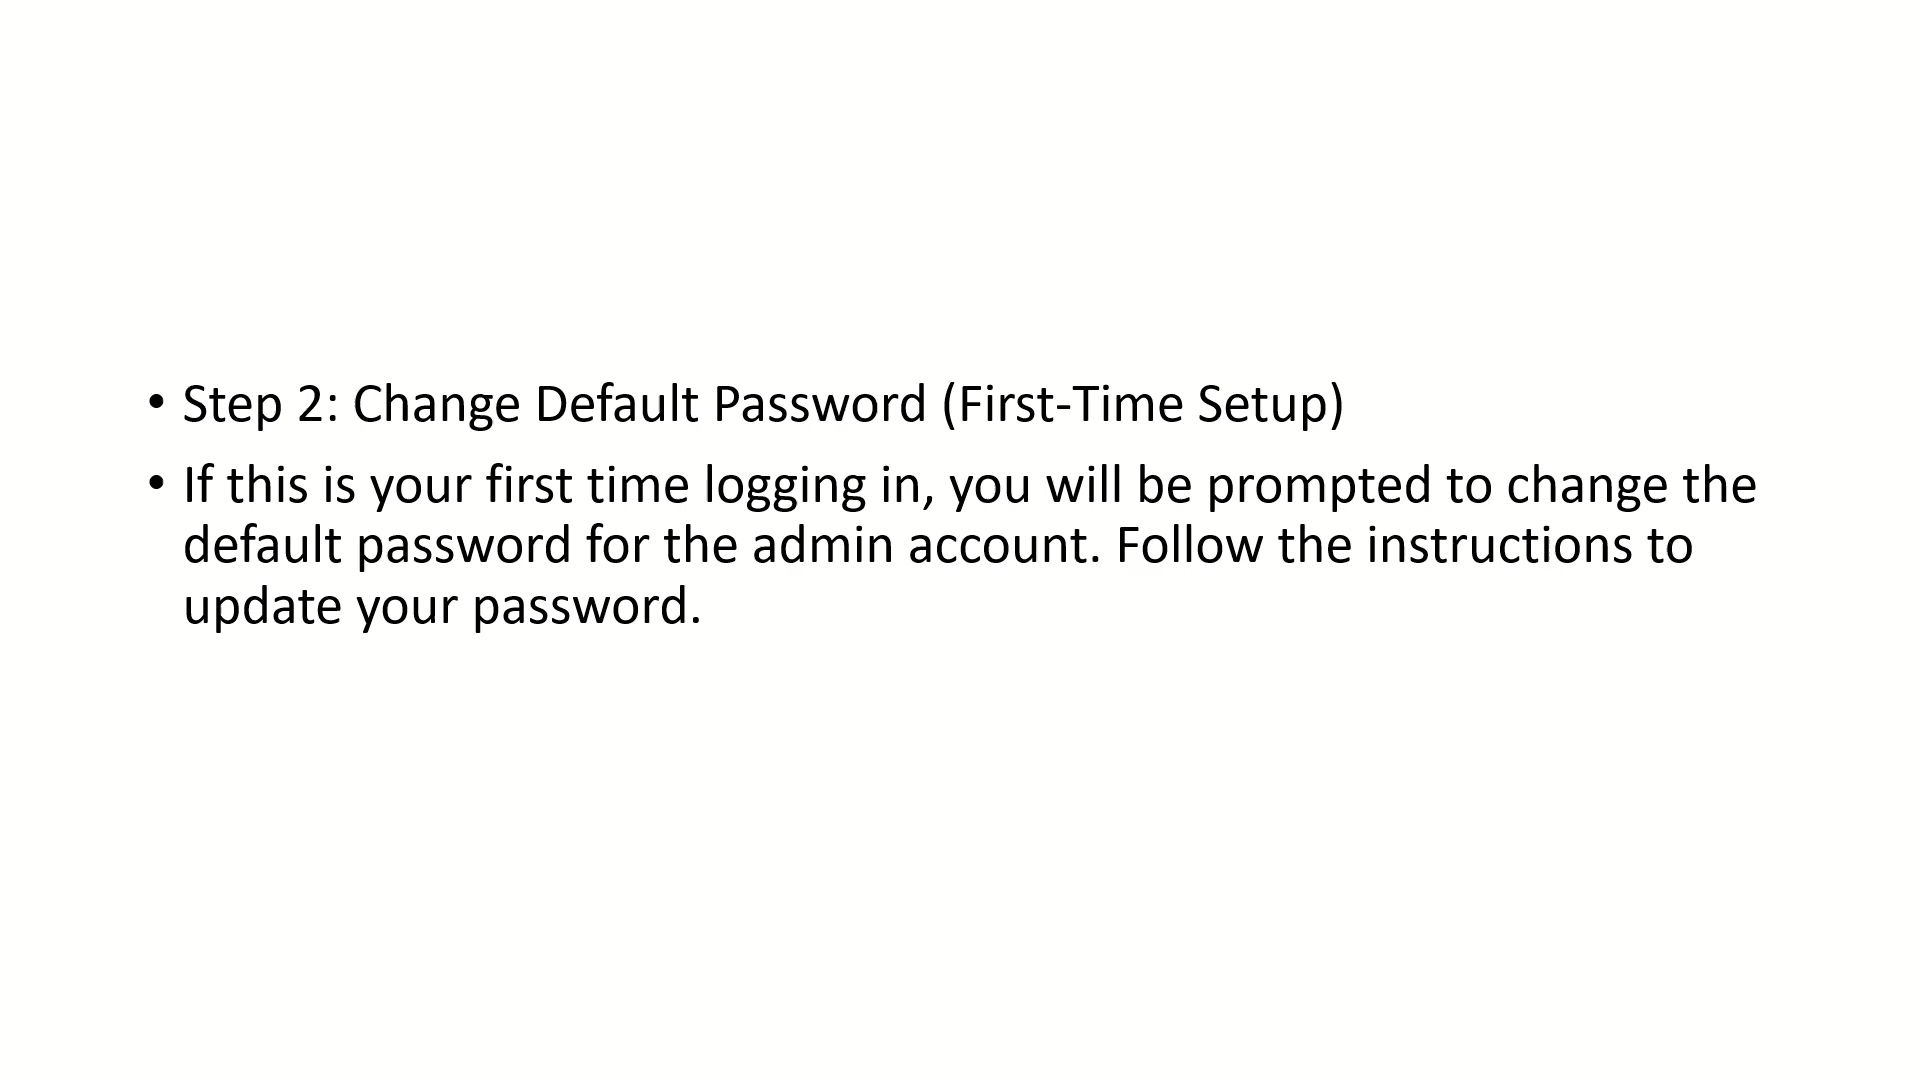 • Step 2: Change Default Password (First-Time Setup)
• If this is your first time logging in, you will be prompted to change the
default password for the admin account. Follow the instructions to
update your password.